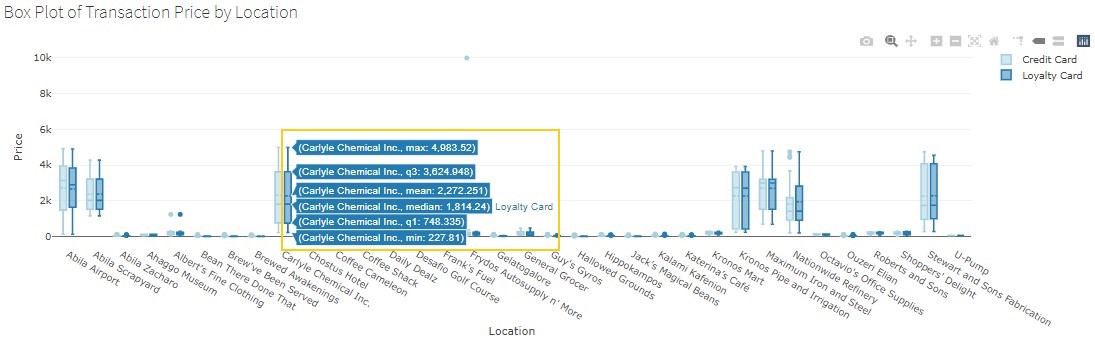 Box Plot of Transaction Price by Location
Credit Card
Loyalty Card
10k
8k
6k
4k
2k
0
Price
(Carlyle Chemical Inc., max: 4,983.52)
(Carlyle Chemical Inc., q3: 3,624.948)
(Carlyle Chemical Inc., mean: 2,272.251)
(Carlyle Chemical Inc., median: 1,814.24) Loyalty Card
(Carlyle Chemical Inc., q1: 748.335)
(Carlyle Chemical Inc., min: 227.81)
Abila Airport
Abila Scrapyard
Abila Zacharo
Ahaggo Museum
Albert's Fine Clothing
Bean There Done That
Brew've Been Served
Brewed Awakenings
Carlyle Chemical Inc.
Chostus Hotel
Coffee Cameleon
Coffee Shack
Daily Dealz
Desafio Golf Course
Frank's Fuel
Frydos Autosupply n' More
Gelatogalore
General Grocer
Guy's Gyros
Hallowed Grounds
Hippokampos
Jack's Magical Beans
Kalami Kafenion
Katerina's Café
Kronos Mart
Kronos Pipe and Irrigation
Maximum Iron and Steel
Nationwide Refinery
Octavio's Office Supplies
Ouzeri Elian
Roberts and Sons
Shoppers' Delight
Stewart and Sons Fabrication
U-Pump
Location